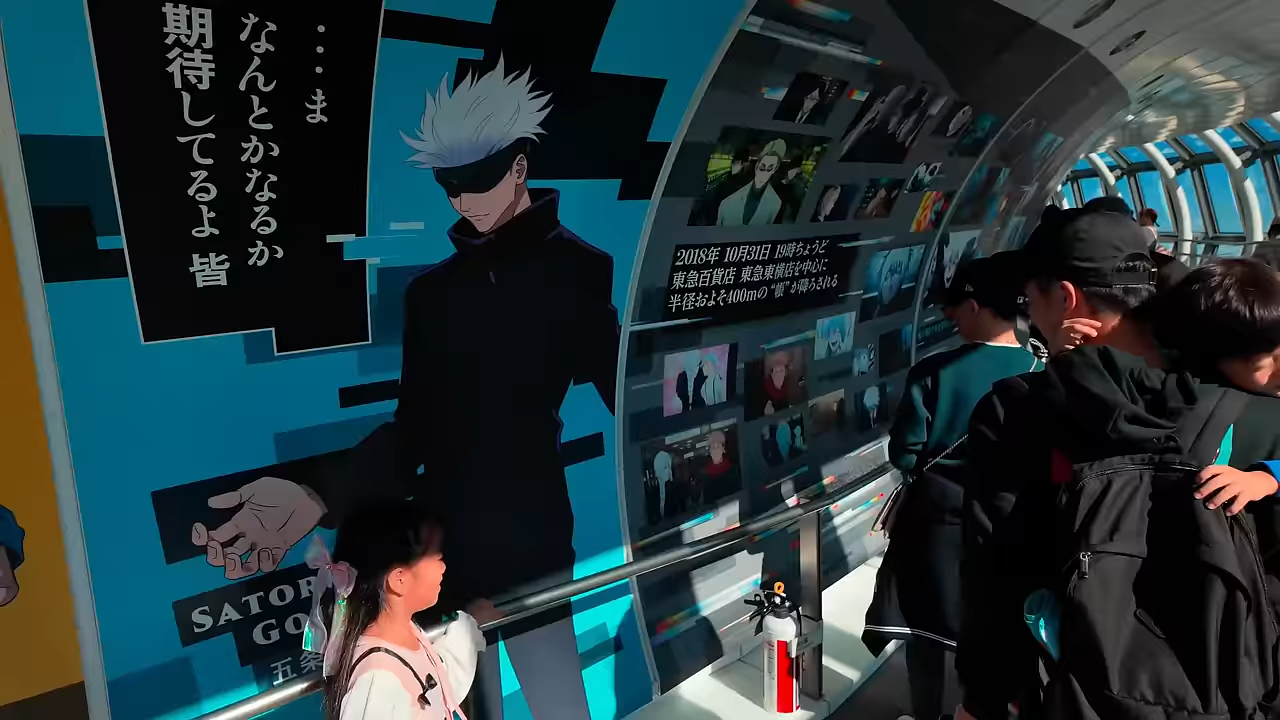 …ま
なんとかなるか
期待してるよ 皆
SATOR
GO
五条
2018年 10月31日 19時ちょうど
東急百貨店 東急東横店を中心に
半径およそ400mの“帳”が降ろされる